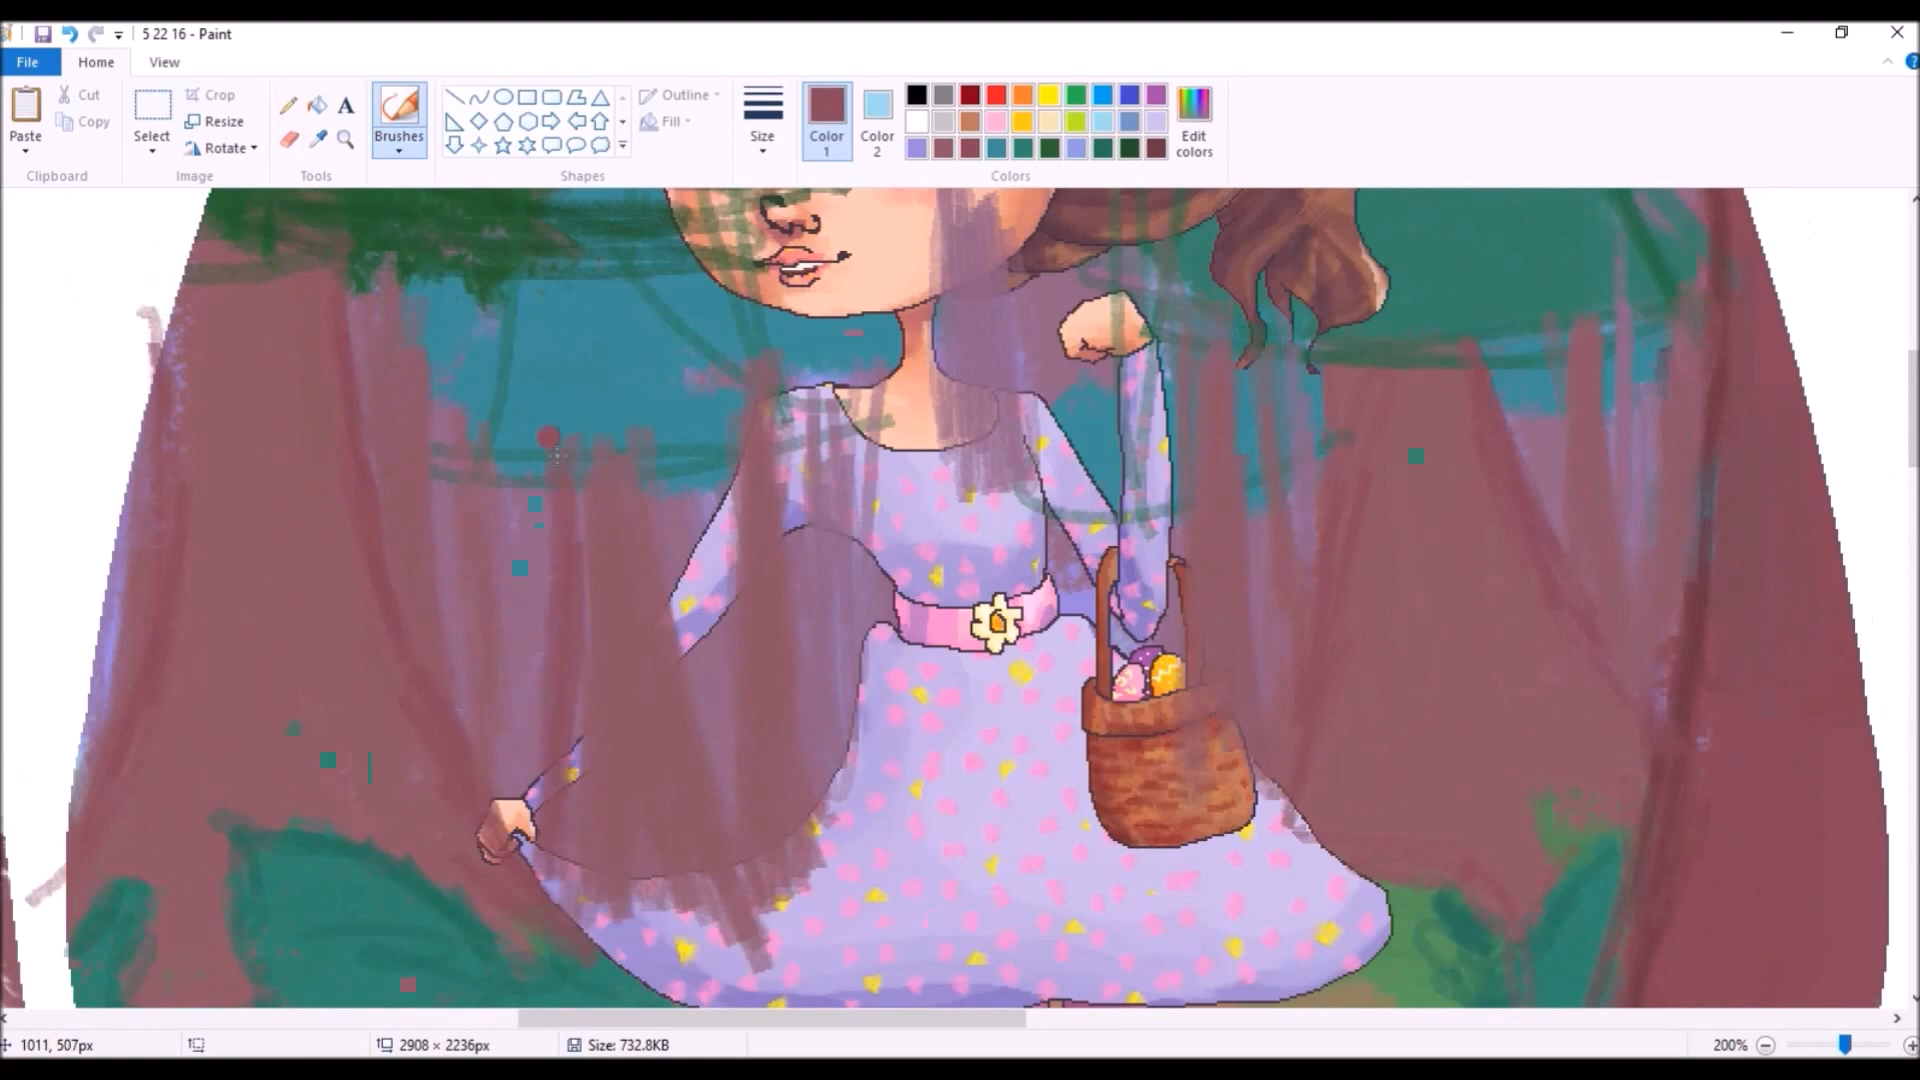 5 22 16 - Paint
File Home View
Paste
Cut
Copy
Clipboard
Select
Crop
Resize
Rotate
Image
A
Tools
Brushes
Outline
Fill
Shapes
Size
Color 1
Color 2
Edit colors
Colors
1011, 507px
2908 × 2236px
Size: 732.8KB
200%